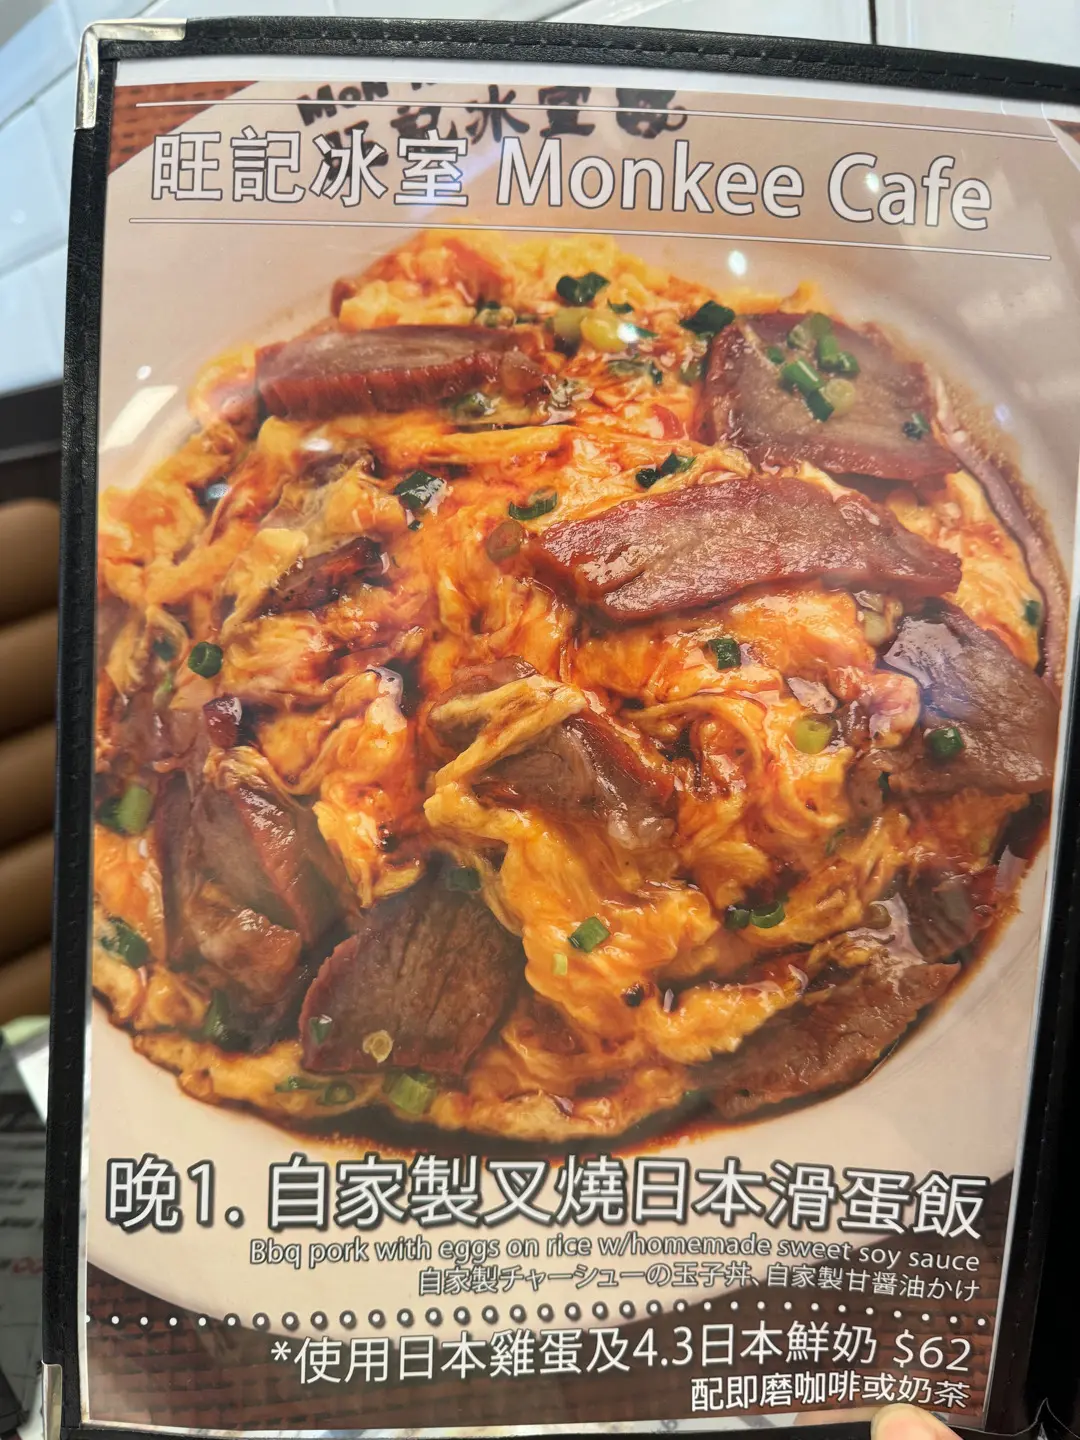 旺記冰室 Monkee Cafe
晚1. 自家製叉燒日本滑蛋飯
Bbq pork with eggs on rice w/homemade sweet soy sauce
自家製チャーシューの玉子丼、自家製甘醤油かけ
*使用日本雞蛋及4.3日本鮮奶 $62
配即磨咖啡或奶茶